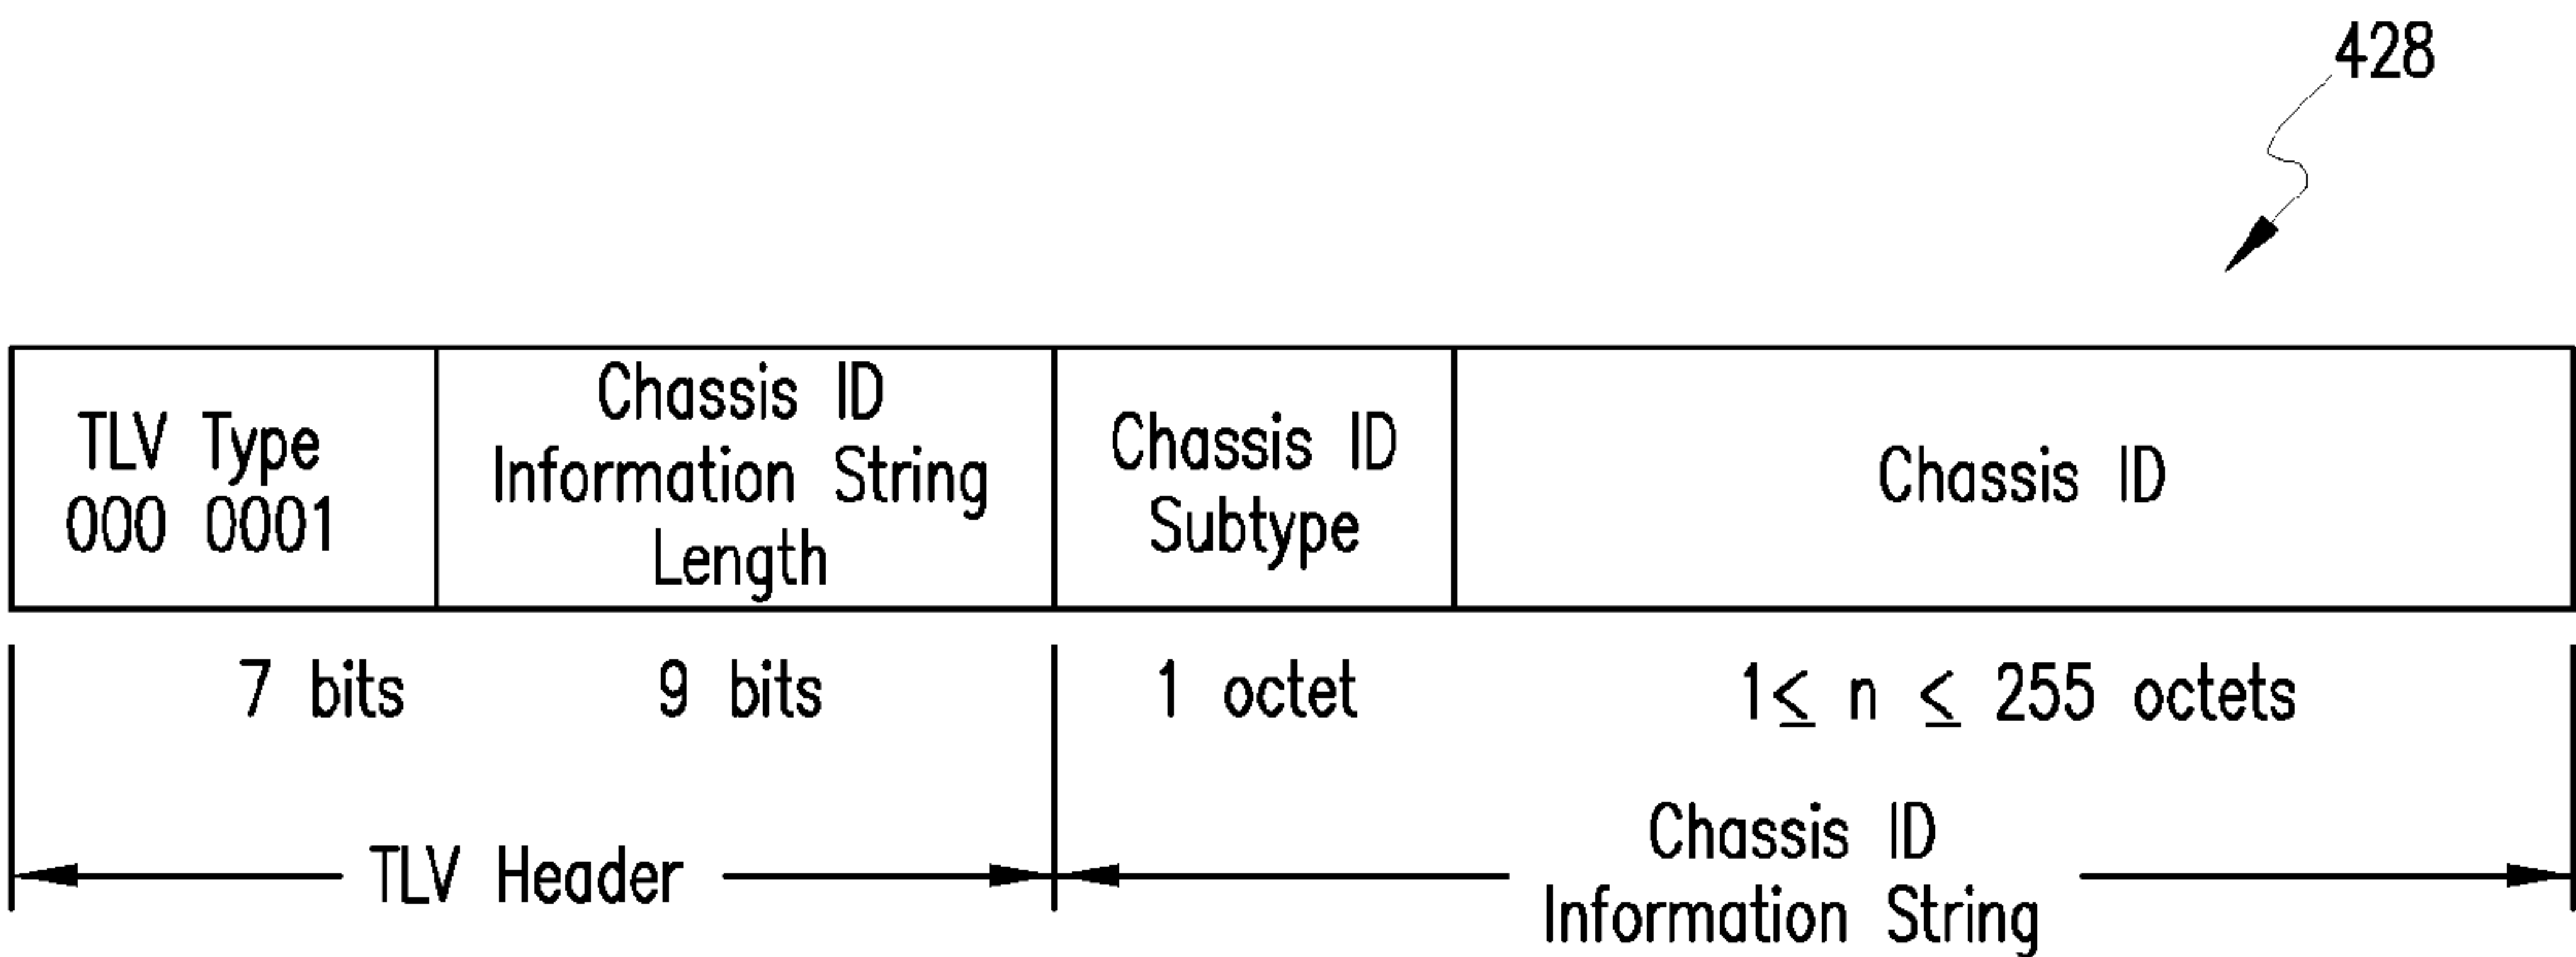 428
TLV Type
000 0001
Chassis ID
Information String
Length
Chassis ID
Subtype
Chassis ID
7 bits
9 bits
1 octet
1≤ n ≤ 255 octets
TLV Header
Chassis ID
Information String